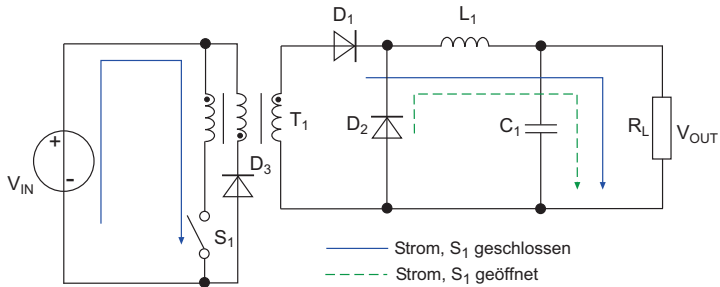 D1
L1
+
-
VIN
T1
D3
S1
D2
C1
RL
VOUT
Strom, S1 geschlossen
Strom, S1 geöffnet